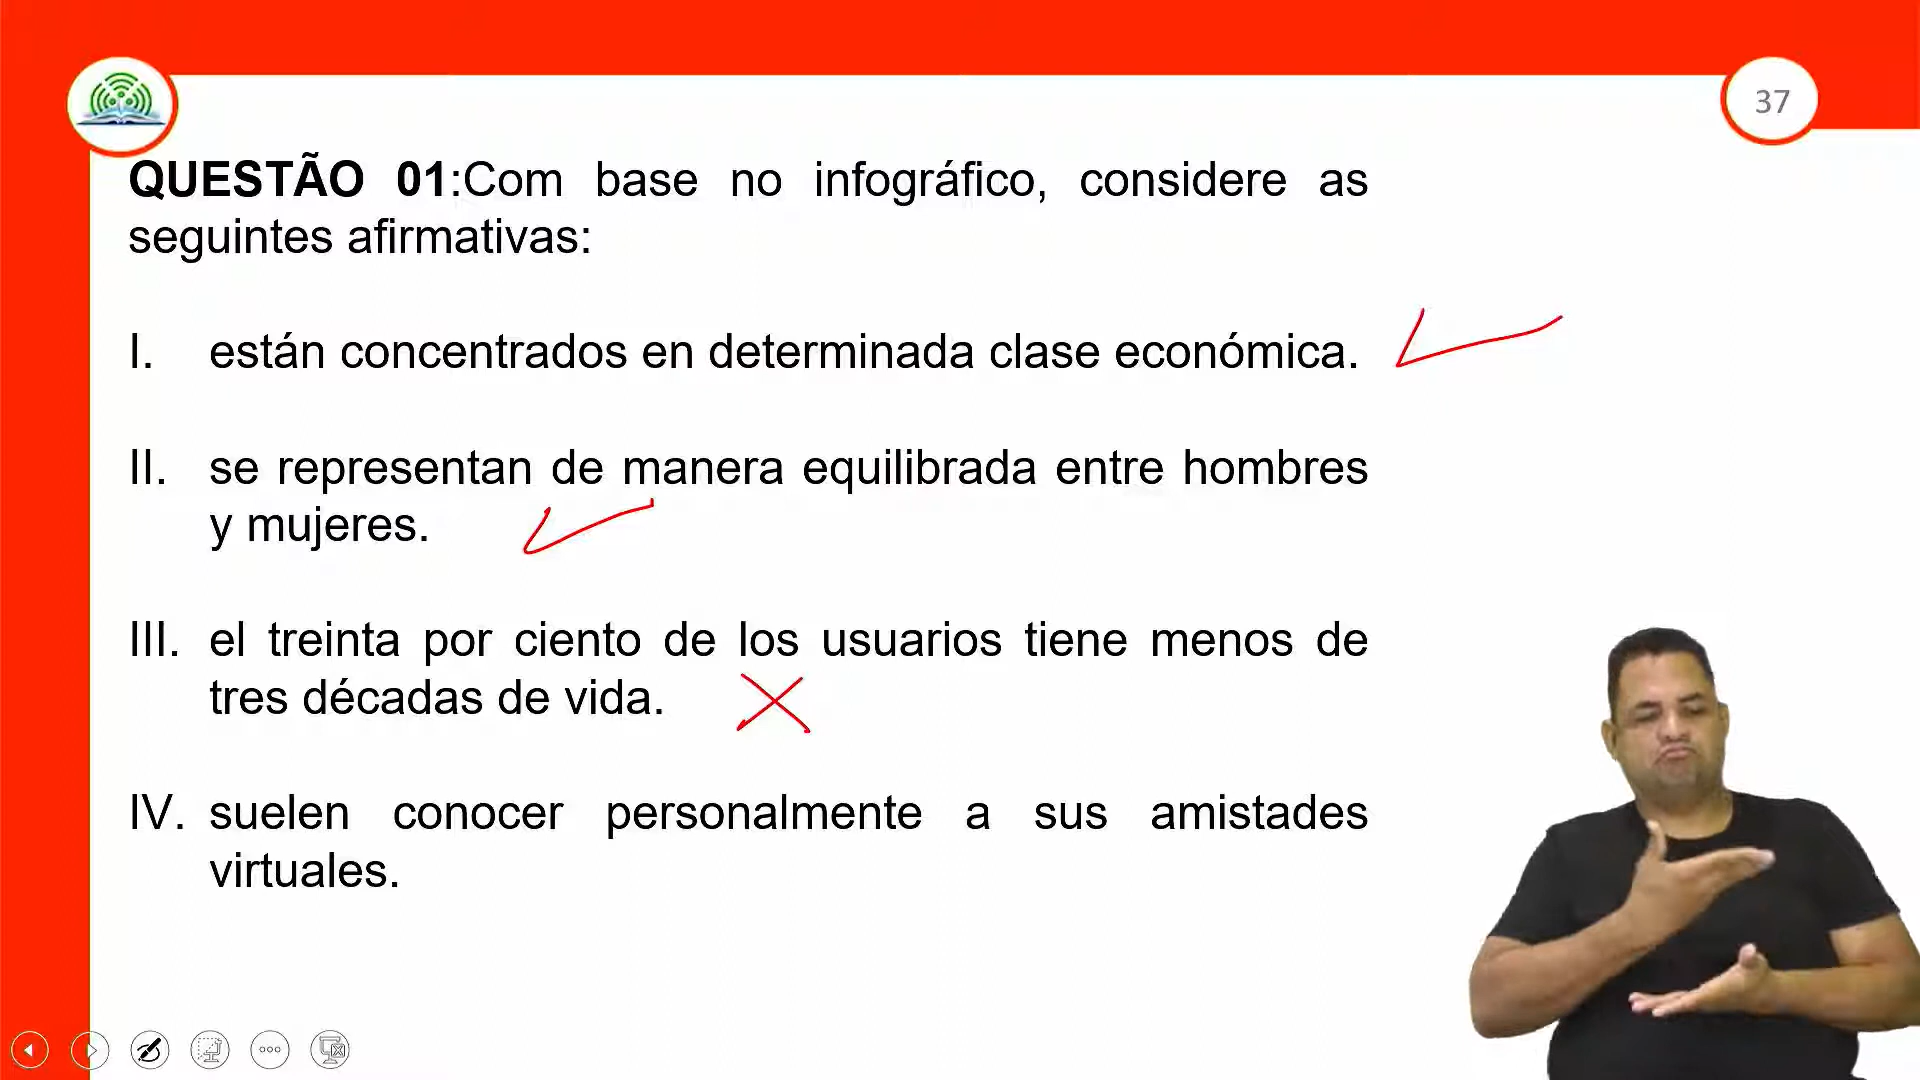 37
QUESTÃO 01:Com base no infográfico, considere as
seguintes afirmativas:
I. están concentrados en determinada clase económica.
II. se representan de manera equilibrada entre hombres
y mujeres.
III. el treinta por ciento de los usuarios tiene menos de
tres décadas de vida.
IV. suelen conocer personalmente a sus amistades
virtuales.